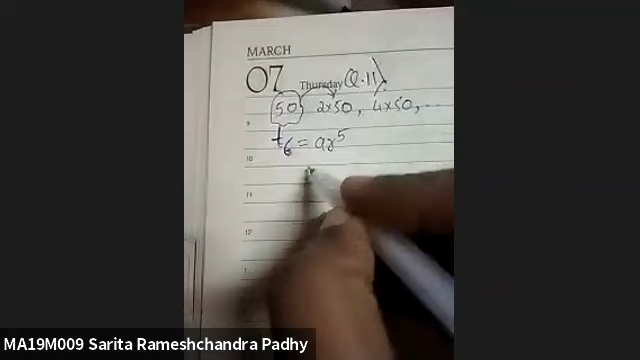 MARCH
07 Thursday Q.11)
50, 2×50, 4×50, ...
9
t6 = ar^5
10
11
12
1
MA19M009 Sarita Rameshchandra Padhy